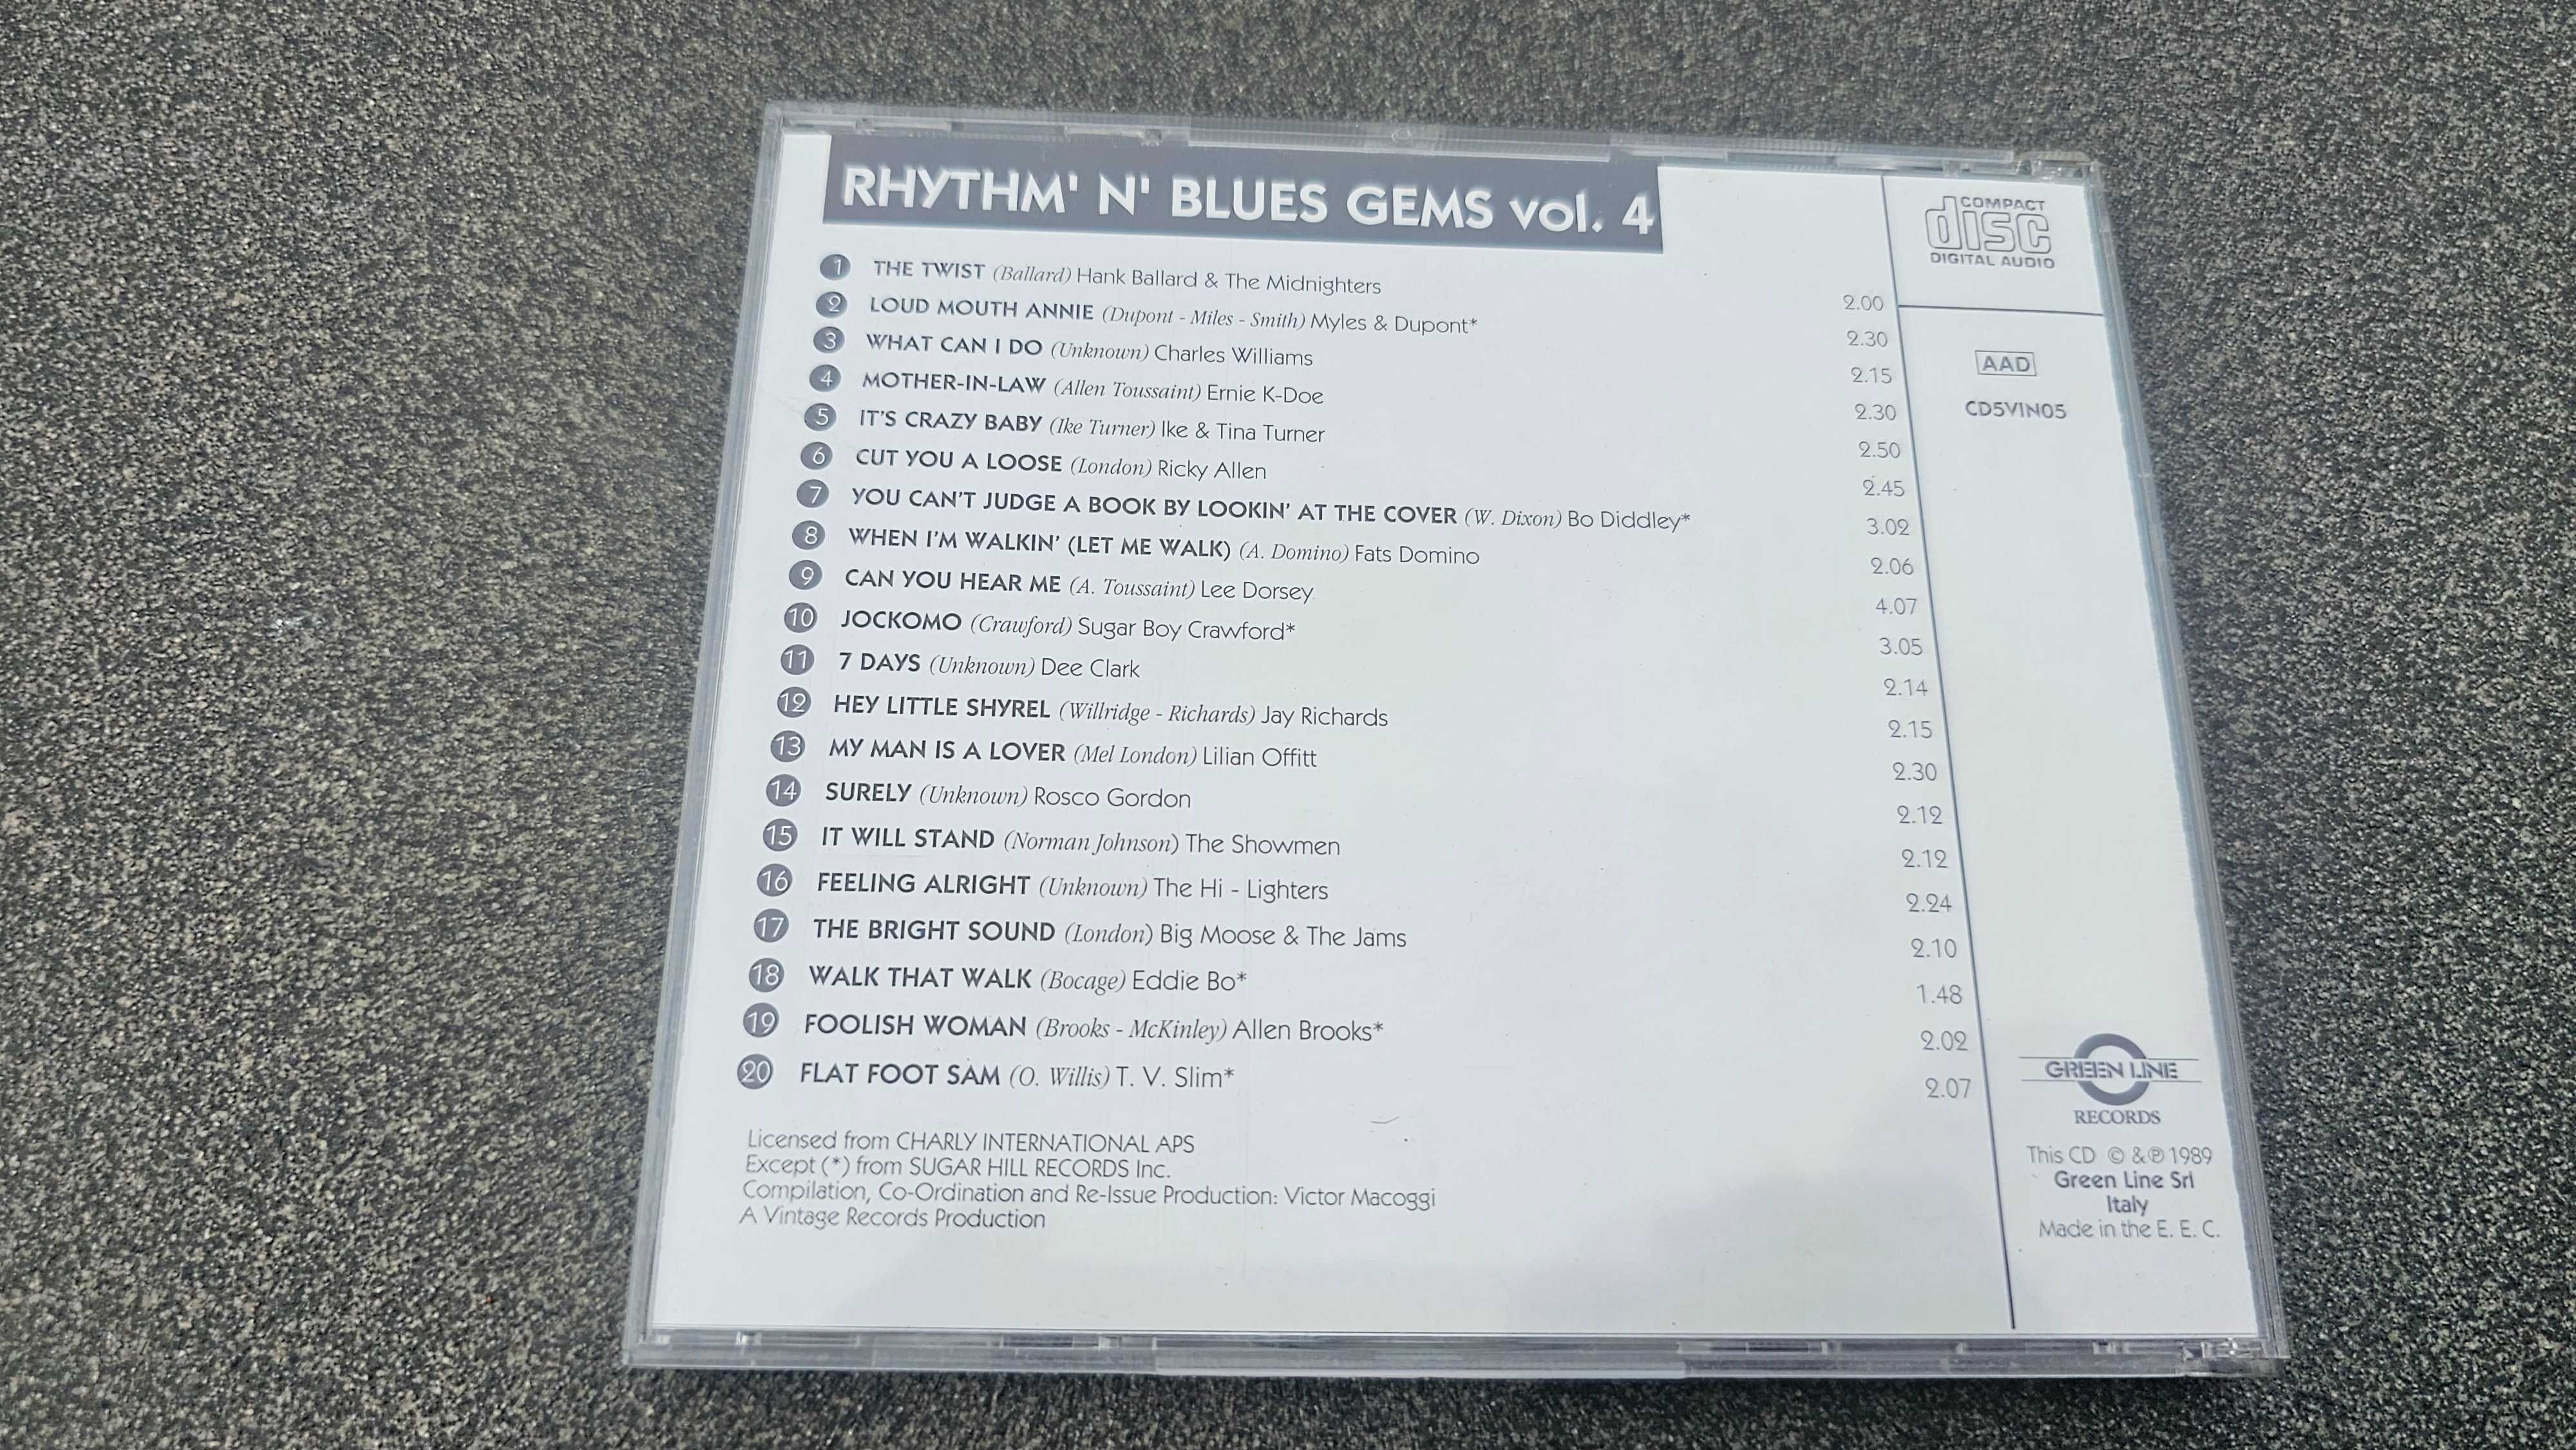 RHYTHM' N' BLUES GEMS vol. 4
1 THE TWIST (Ballard) Hank Ballard & The Midnighters 2.00
2 LOUD MOUTH ANNIE (Dupont - Miles - Smith) Myles & Dupont* 2.30
3 WHAT CAN I DO (Unknown) Charles Williams 2.15
4 MOTHER-IN-LAW (Allen Toussaint) Ernie K-Doe 2.30
5 IT'S CRAZY BABY (Ike Turner) Ike & Tina Turner 2.50
6 CUT YOU A LOOSE (London) Ricky Allen 2.45
7 YOU CAN'T JUDGE A BOOK BY LOOKIN' AT THE COVER (W. Dixon) Bo Diddley* 3.02
8 WHEN I'M WALKIN' (LET ME WALK) (A. Domino) Fats Domino 2.06
9 CAN YOU HEAR ME (A. Toussaint) Lee Dorsey 4.07
10 JOCKOMO (Crawford) Sugar Boy Crawford* 3.05
11 7 DAYS (Unknown) Dee Clark 2.14
12 HEY LITTLE SHYREL (Willridge - Richards) Jay Richards 2.15
13 MY MAN IS A LOVER (Mel London) Lilian Offitt 2.30
14 SURELY (Unknown) Rosco Gordon 2.12
15 IT WILL STAND (Norman Johnson) The Showmen 2.12
16 FEELING ALRIGHT (Unknown) The Hi - Lighters 2.24
17 THE BRIGHT SOUND (London) Big Moose & The Jams 2.10
18 WALK THAT WALK (Bocage) Eddie Bo* 1.48
19 FOOLISH WOMAN (Brooks - McKinley) Allen Brooks* 2.02
20 FLAT FOOT SAM (O. Willis) T. V. Slim* 2.07
Licensed from CHARLY INTERNATIONAL APS
Except (*) from SUGAR HILL RECORDS Inc.
Compilation, Co-Ordination and Re-Issue Production: Victor Macoggi
A Vintage Records Production
COMPACT
disc
DIGITAL AUDIO
AAD
CD5VIN05
GREEN LINE
RECORDS
This CD © & ℗ 1989
Green Line Srl
Italy
Made in the E. E. C.